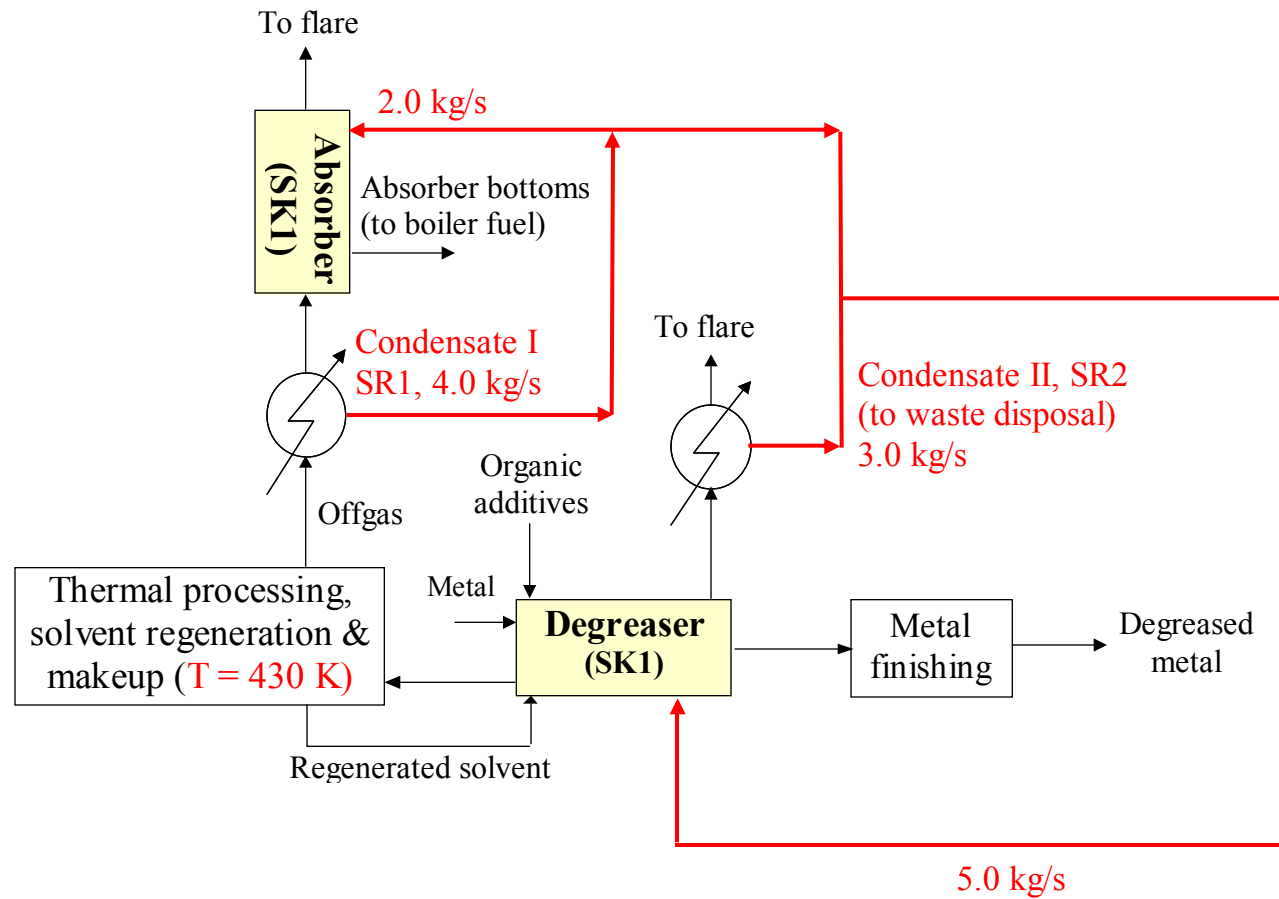 To flare
2.0 kg/s
Absorber
(SK1)
Absorber bottoms
(to boiler fuel)
To flare
Condensate I
SR1, 4.0 kg/s
Condensate II, SR2
(to waste disposal)
3.0 kg/s
Organic
additives
Offgas
Metal
Thermal processing,
solvent regeneration &
makeup (T = 430 K)
Degreaser
(SK1)
Metal
finishing
Degreased
metal
Regenerated solvent
5.0 kg/s